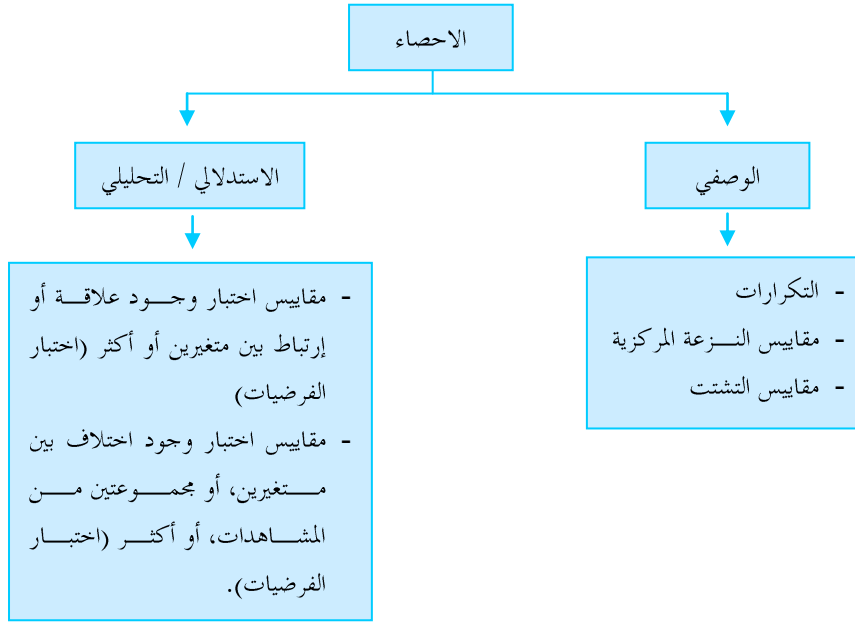 الاحصاء
الوصفي
الاستدلالي / التحليلي
- التكرارات
- مقاييس النـــزعة المركزية
- مقاييس التشتت
- مقاييس اختبار وجـــود علاقـــة أو
إرتباط بين متغيرين أو أكثر (اختبار
الفرضيات)
- مقاييس اختبار وجود اختلاف بين
مـــتغيرين، أو مجمـــوعتين مـــن
المشـــاهدات، أو أكثـــر (اختبـــار
الفرضيات).